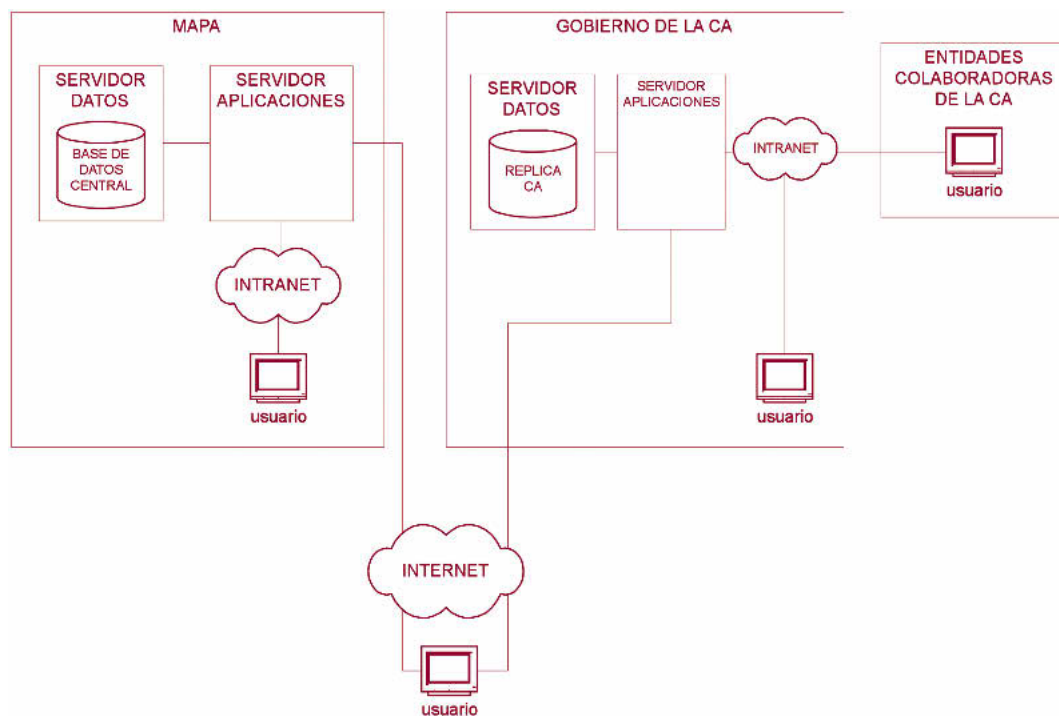 MAPA
SERVIDOR
DATOS
BASE DE
DATOS
CENTRAL
SERVIDOR
APLICACIONES
INTRANET
usuario
GOBIERNO DE LA CA
SERVIDOR
DATOS
REPLICA
CA
SERVIDOR
APLICACIONES
INTRANET
usuario
ENTIDADES
COLABORADORAS
DE LA CA
usuario
INTERNET
usuario